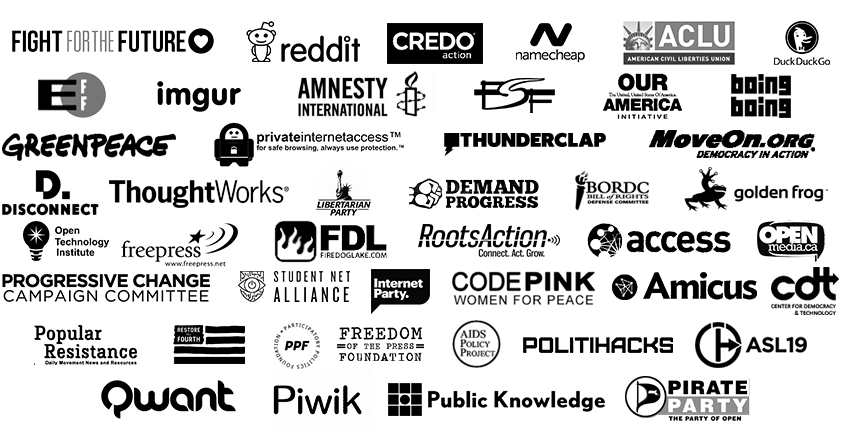 FIGHT FOR THE FUTURE
reddit
CREDO
action
namecheap
ACLU
AMERICAN CIVIL LIBERTIES UNION
DuckDuckGo
EFF
imgur
AMNESTY
INTERNATIONAL
FSF
OUR
The United States Of America
AMERICA
INITIATIVE
boing
boing
GREENPEACE
privateinternetaccess™
for safe browsing, always use protection.™
THUNDERCLAP
MoveOn.ORG
DEMOCRACY IN ACTION
D.
DISCONNECT
ThoughtWorks®
LIBERTARIAN
PARTY
DEMAND
PROGRESS
BORDC
BILL of RIGHTS
DEFENSE COMMITTEE
golden frog™
Open
Technology
Institute
freepress
www.freepress.net
FDL
FIREDOGLAKE.COM
RootsAction
Connect. Act. Grow.
access
OPEN
media.ca
PROGRESSIVE CHANGE
CAMPAIGN COMMITTEE
STUDENT NET
ALLIANCE
Internet
Party.
CODEPINK
WOMEN FOR PEACE
Amicus
cdt
CENTER FOR DEMOCRACY
& TECHNOLOGY
Popular
Resistance
Daily Movement News and Resources
RESTORE
THE
FOURTH
PARTICIPATORY POLITICS FOUNDATION
PPF
FREEDOM
OF THE PRESS
FOUNDATION
AIDS
POLICY
PROJECT
POLITIHACKS
ASL19
Qwant
Piwik
Public Knowledge
PIRATE
PARTY
THE PARTY OF OPEN